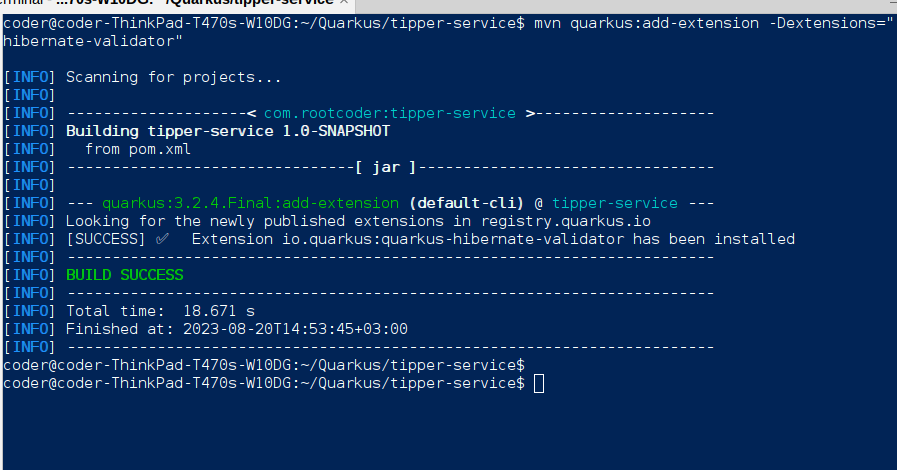 erminal - ...70s-W10DG: ~/Quarkus/tipper-service ×
coder@coder-ThinkPad-T470s-W10DG:~/Quarkus/tipper-service$ mvn quarkus:add-extension -Dextensions="
hibernate-validator"
[INFO] Scanning for projects...
[INFO]
[INFO] --------------------< com.rootcoder:tipper-service >--------------------
[INFO] Building tipper-service 1.0-SNAPSHOT
[INFO]   from pom.xml
[INFO] --------------------------------[ jar ]---------------------------------
[INFO]
[INFO] --- quarkus:3.2.4.Final:add-extension (default-cli) @ tipper-service ---
[INFO] Looking for the newly published extensions in registry.quarkus.io
[INFO] [SUCCESS] ✅  Extension io.quarkus:quarkus-hibernate-validator has been installed
[INFO] ------------------------------------------------------------------------
[INFO] BUILD SUCCESS
[INFO] ------------------------------------------------------------------------
[INFO] Total time:  18.671 s
[INFO] Finished at: 2023-08-20T14:53:45+03:00
[INFO] ------------------------------------------------------------------------
coder@coder-ThinkPad-T470s-W10DG:~/Quarkus/tipper-service$
coder@coder-ThinkPad-T470s-W10DG:~/Quarkus/tipper-service$